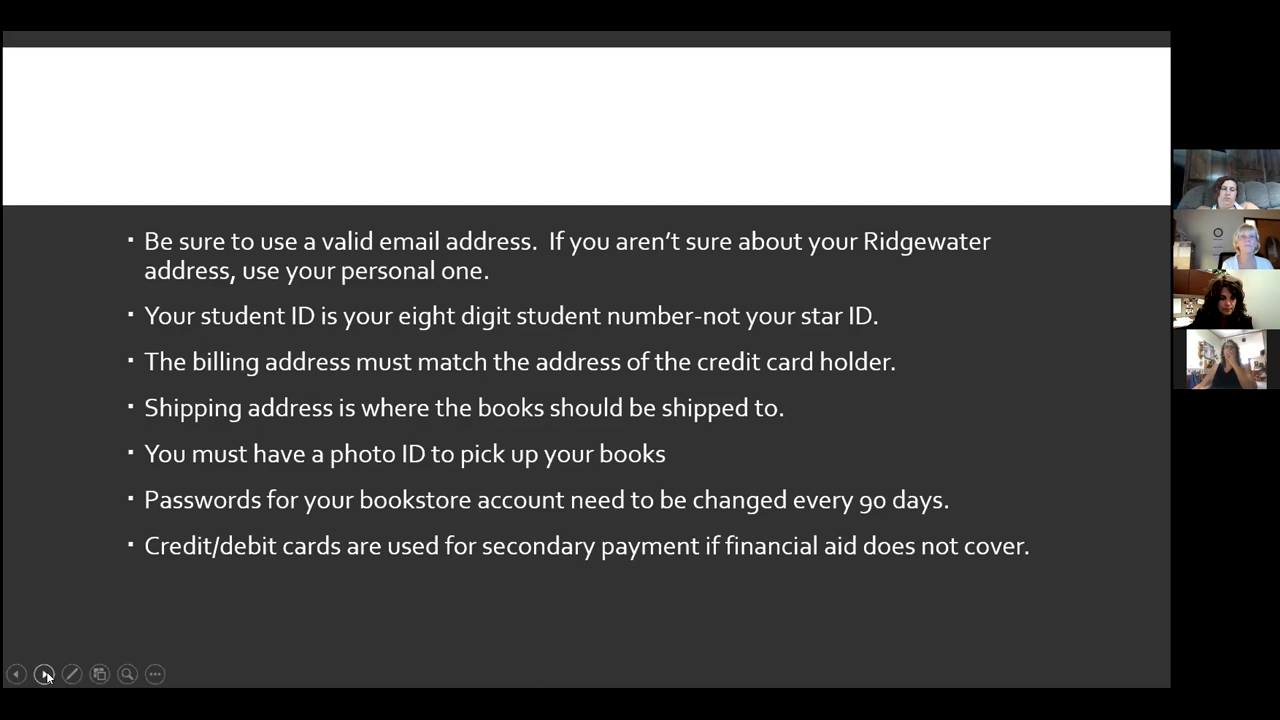 Be sure to use a valid email address.  If you aren't sure about your Ridgewater
address, use your personal one.
Your student ID is your eight digit student number-not your star ID.
The billing address must match the address of the credit card holder.
Shipping address is where the books should be shipped to.
You must have a photo ID to pick up your books
Passwords for your bookstore account need to be changed every 90 days.
Credit/debit cards are used for secondary payment if financial aid does not cover.